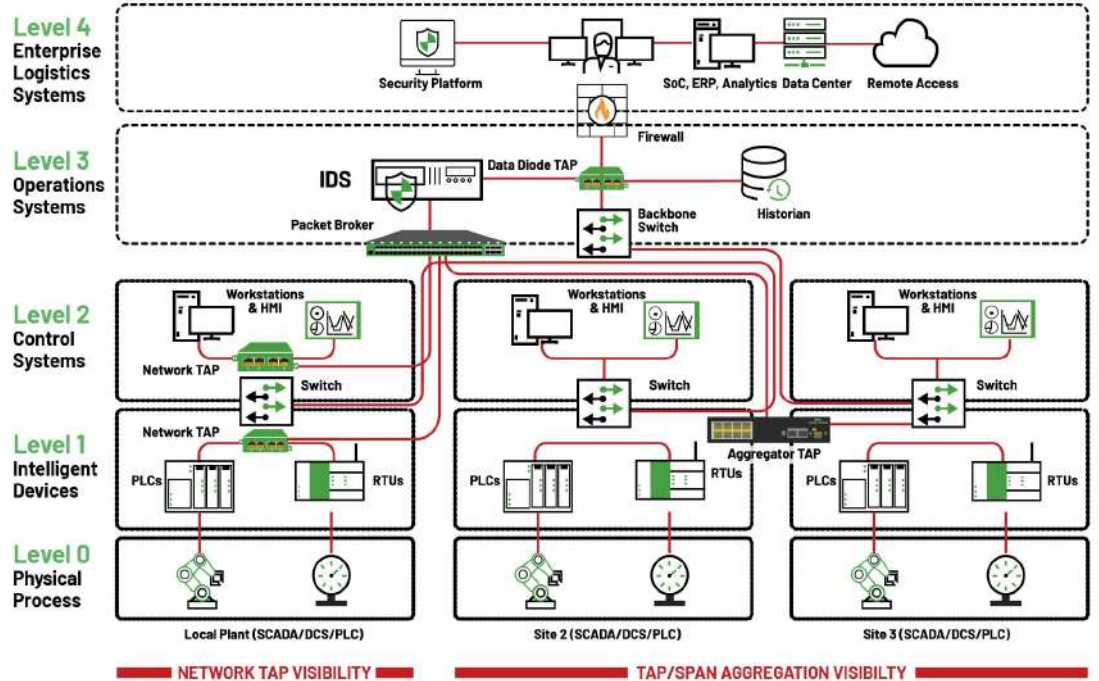 Level 4
Enterprise
Logistics
Systems
Security Platform
SoC, ERP, Analytics
Data Center
Remote Access
Firewall
Level 3
Operations
Systems
IDS
Data Diode TAP
Historian
Packet Broker
Backbone
Switch
Level 2
Control
Systems
Workstations
& HMI
Network TAP
Switch
Workstations
& HMI
Switch
Workstations
& HMI
Switch
Level 1
Intelligent
Devices
Network TAP
PLCs
RTUs
Aggregator TAP
PLCs
RTUs
PLCs
RTUs
Level 0
Physical
Process
Local Plant (SCADA/DCS/PLC)
Site 2 (SCADA/DCS/PLC)
Site 3 (SCADA/DCS/PLC)
NETWORK TAP VISIBILITY
TAP/SPAN AGGREGATION VISIBILTY